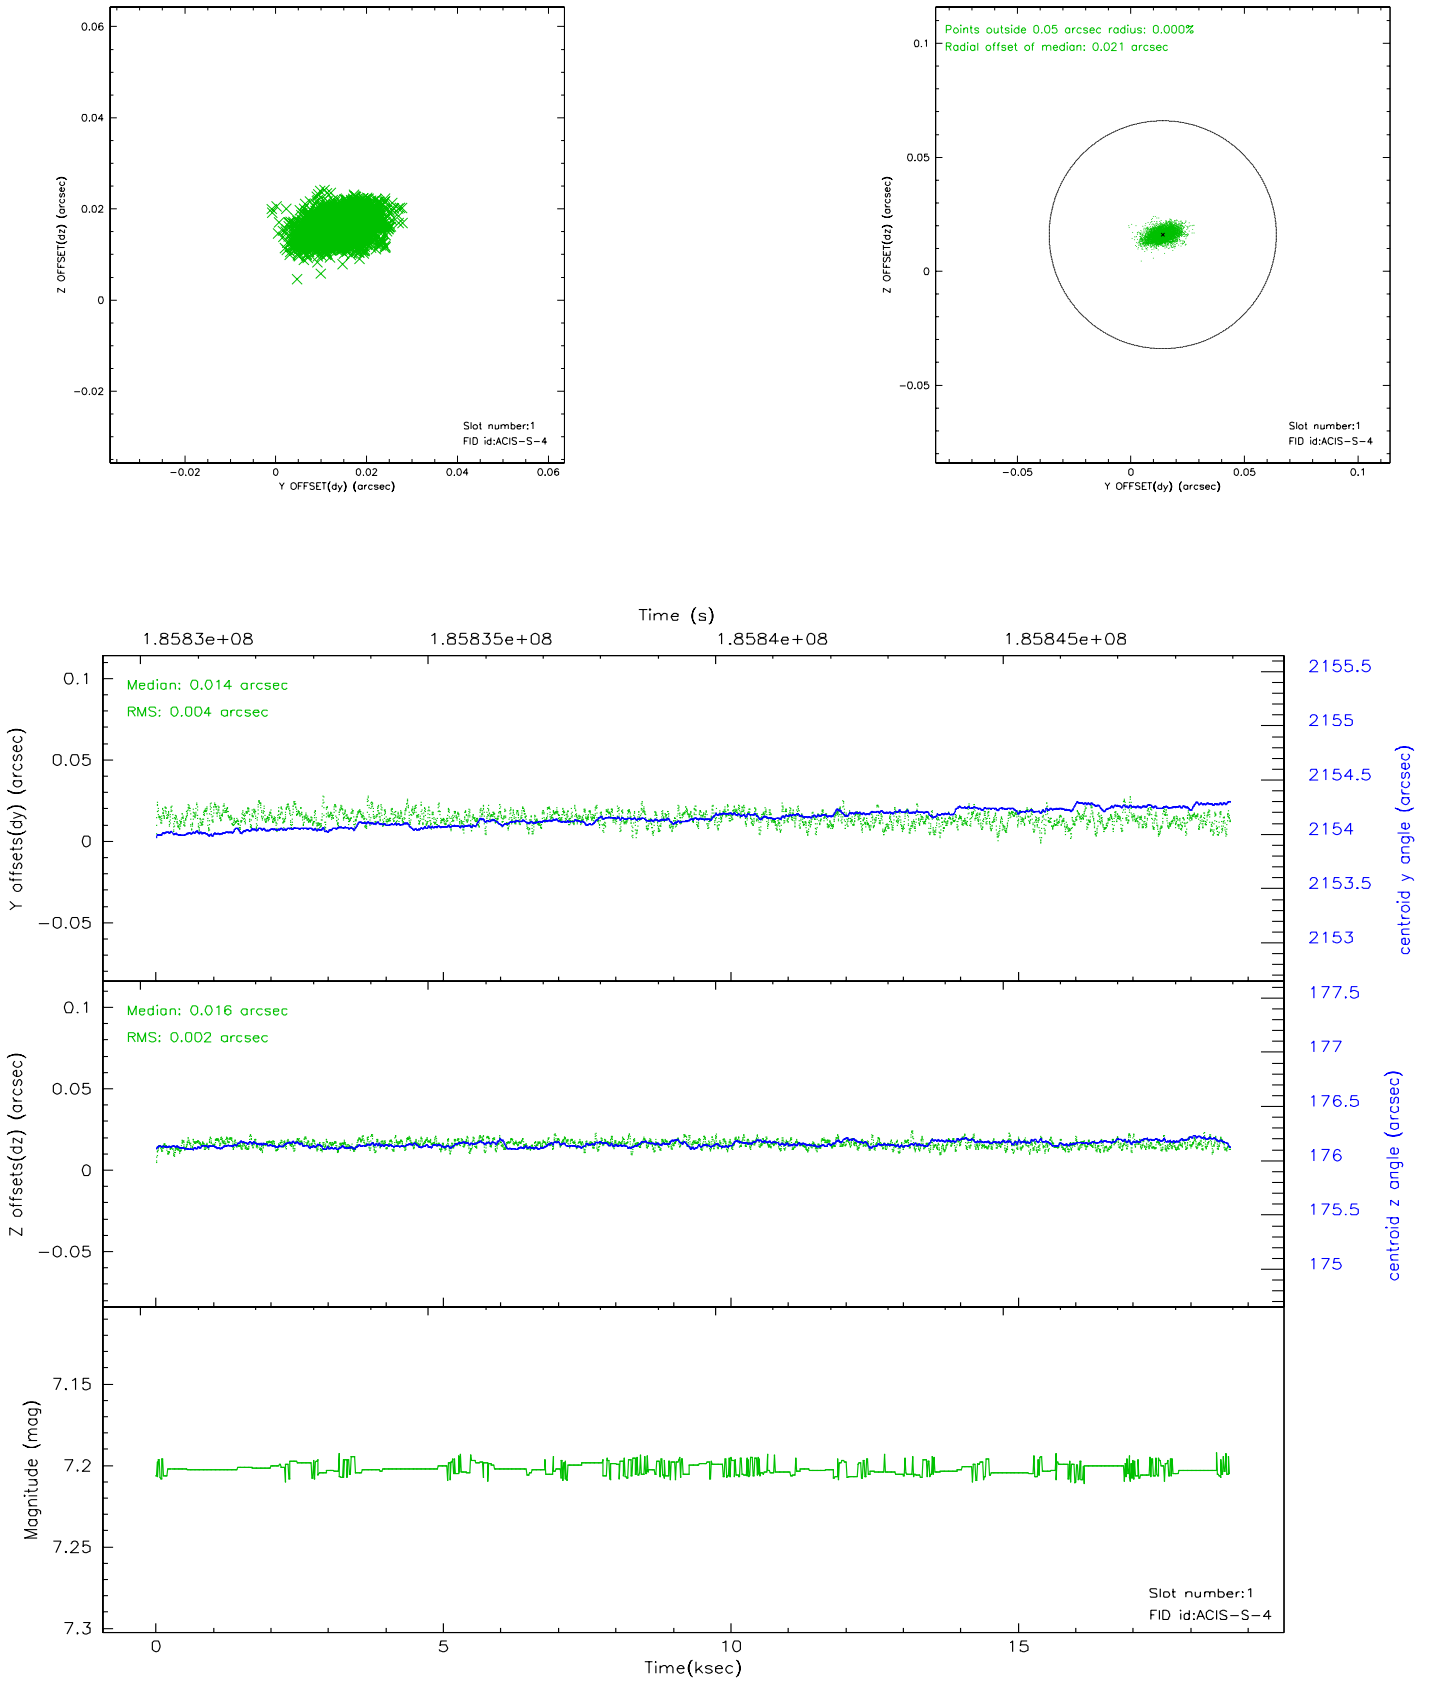 0.06
0.04
0.02
0
−0.02
Z OFFSET(dz) (arcsec)
Slot number:1
FID id:ACIS−S−4
−0.02 0 0.02 0.04 0.06
Y OFFSET(dy) (arcsec)
Points outside 0.05 arcsec radius: 0.000%
Radial offset of median: 0.021 arcsec
0.1
0.05
0
−0.05
Z OFFSET(dz) (arcsec)
Slot number:1
FID id:ACIS−S−4
−0.05 0 0.05 0.1
Y OFFSET(dy) (arcsec)
Time (s)
1.8583e+08 1.85835e+08 1.8584e+08 1.85845e+08
Median: 0.014 arcsec
RMS: 0.004 arcsec
0.1
0.05
0
−0.05
Y offsets(dy) (arcsec)
2155.5
2155
2154.5
2154
2153.5
2153
centroid y angle (arcsec)
Median: 0.016 arcsec
RMS: 0.002 arcsec
0.1
0.05
0
−0.05
Z offsets(dz) (arcsec)
177.5
177
176.5
176
175.5
175
centroid z angle (arcsec)
7.15
7.2
7.25
7.3
Magnitude (mag)
Slot number:1
FID id:ACIS−S−4
0 5 10 15
Time(ksec)